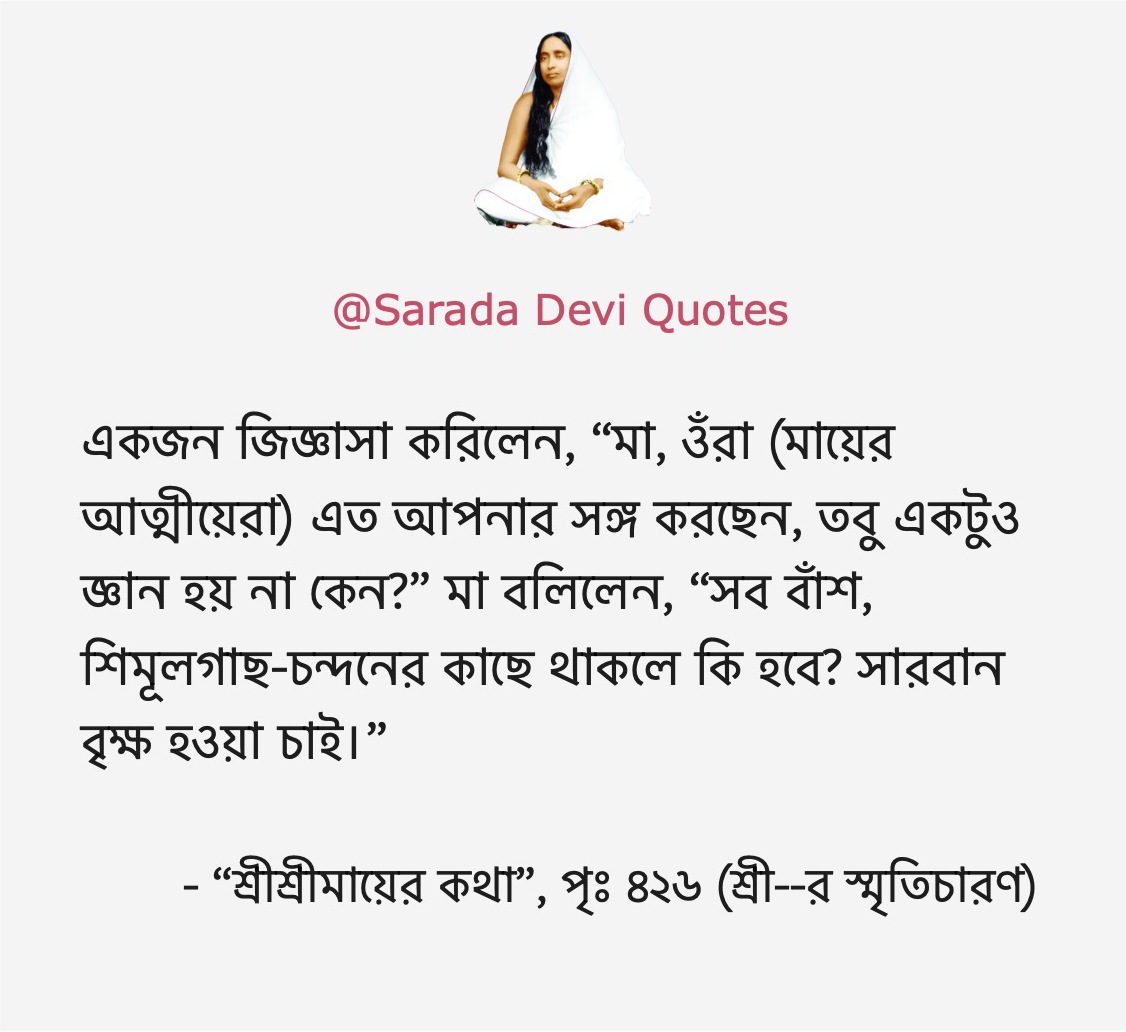 @Sarada Devi Quotes
একজন জিজ্ঞাসা করিলেন, “মা, ওঁরা (মায়ের
আত্মীয়েরা) এত আপনার সঙ্গ করছেন, তবু একটুও
জ্ঞান হয় না কেন?” মা বলিলেন, “সব বাঁশ,
শিমূলগাছ-চন্দনের কাছে থাকলে কি হবে? সারবান
বৃক্ষ হওয়া চাই।”
- “শ্রীশ্রীমায়ের কথা”, পৃঃ ৪২৬ (শ্রী--র স্মৃতিচারণ)